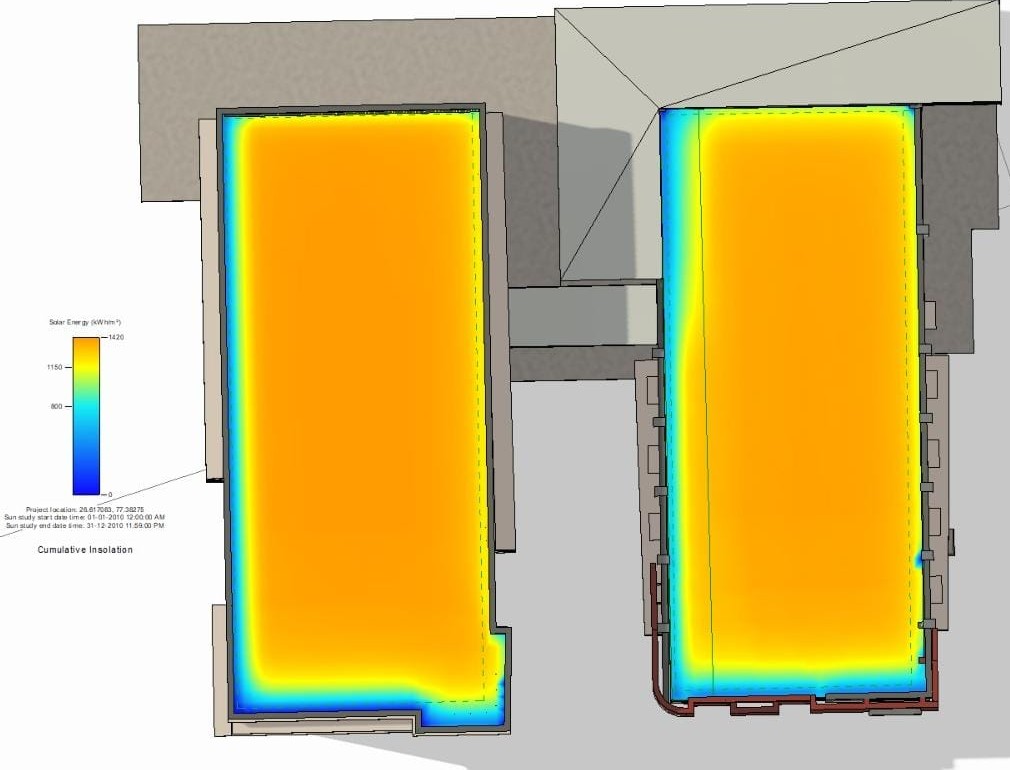 Solar Energy (kWh/m²)
1420
1150
800
0
Project location: 26.617083, 77.38275
Sun study start date time: 01-01-2010 12:00:00 AM
Sun study end date time: 31-12-2010 11:59:00 PM
Cumulative Insolation